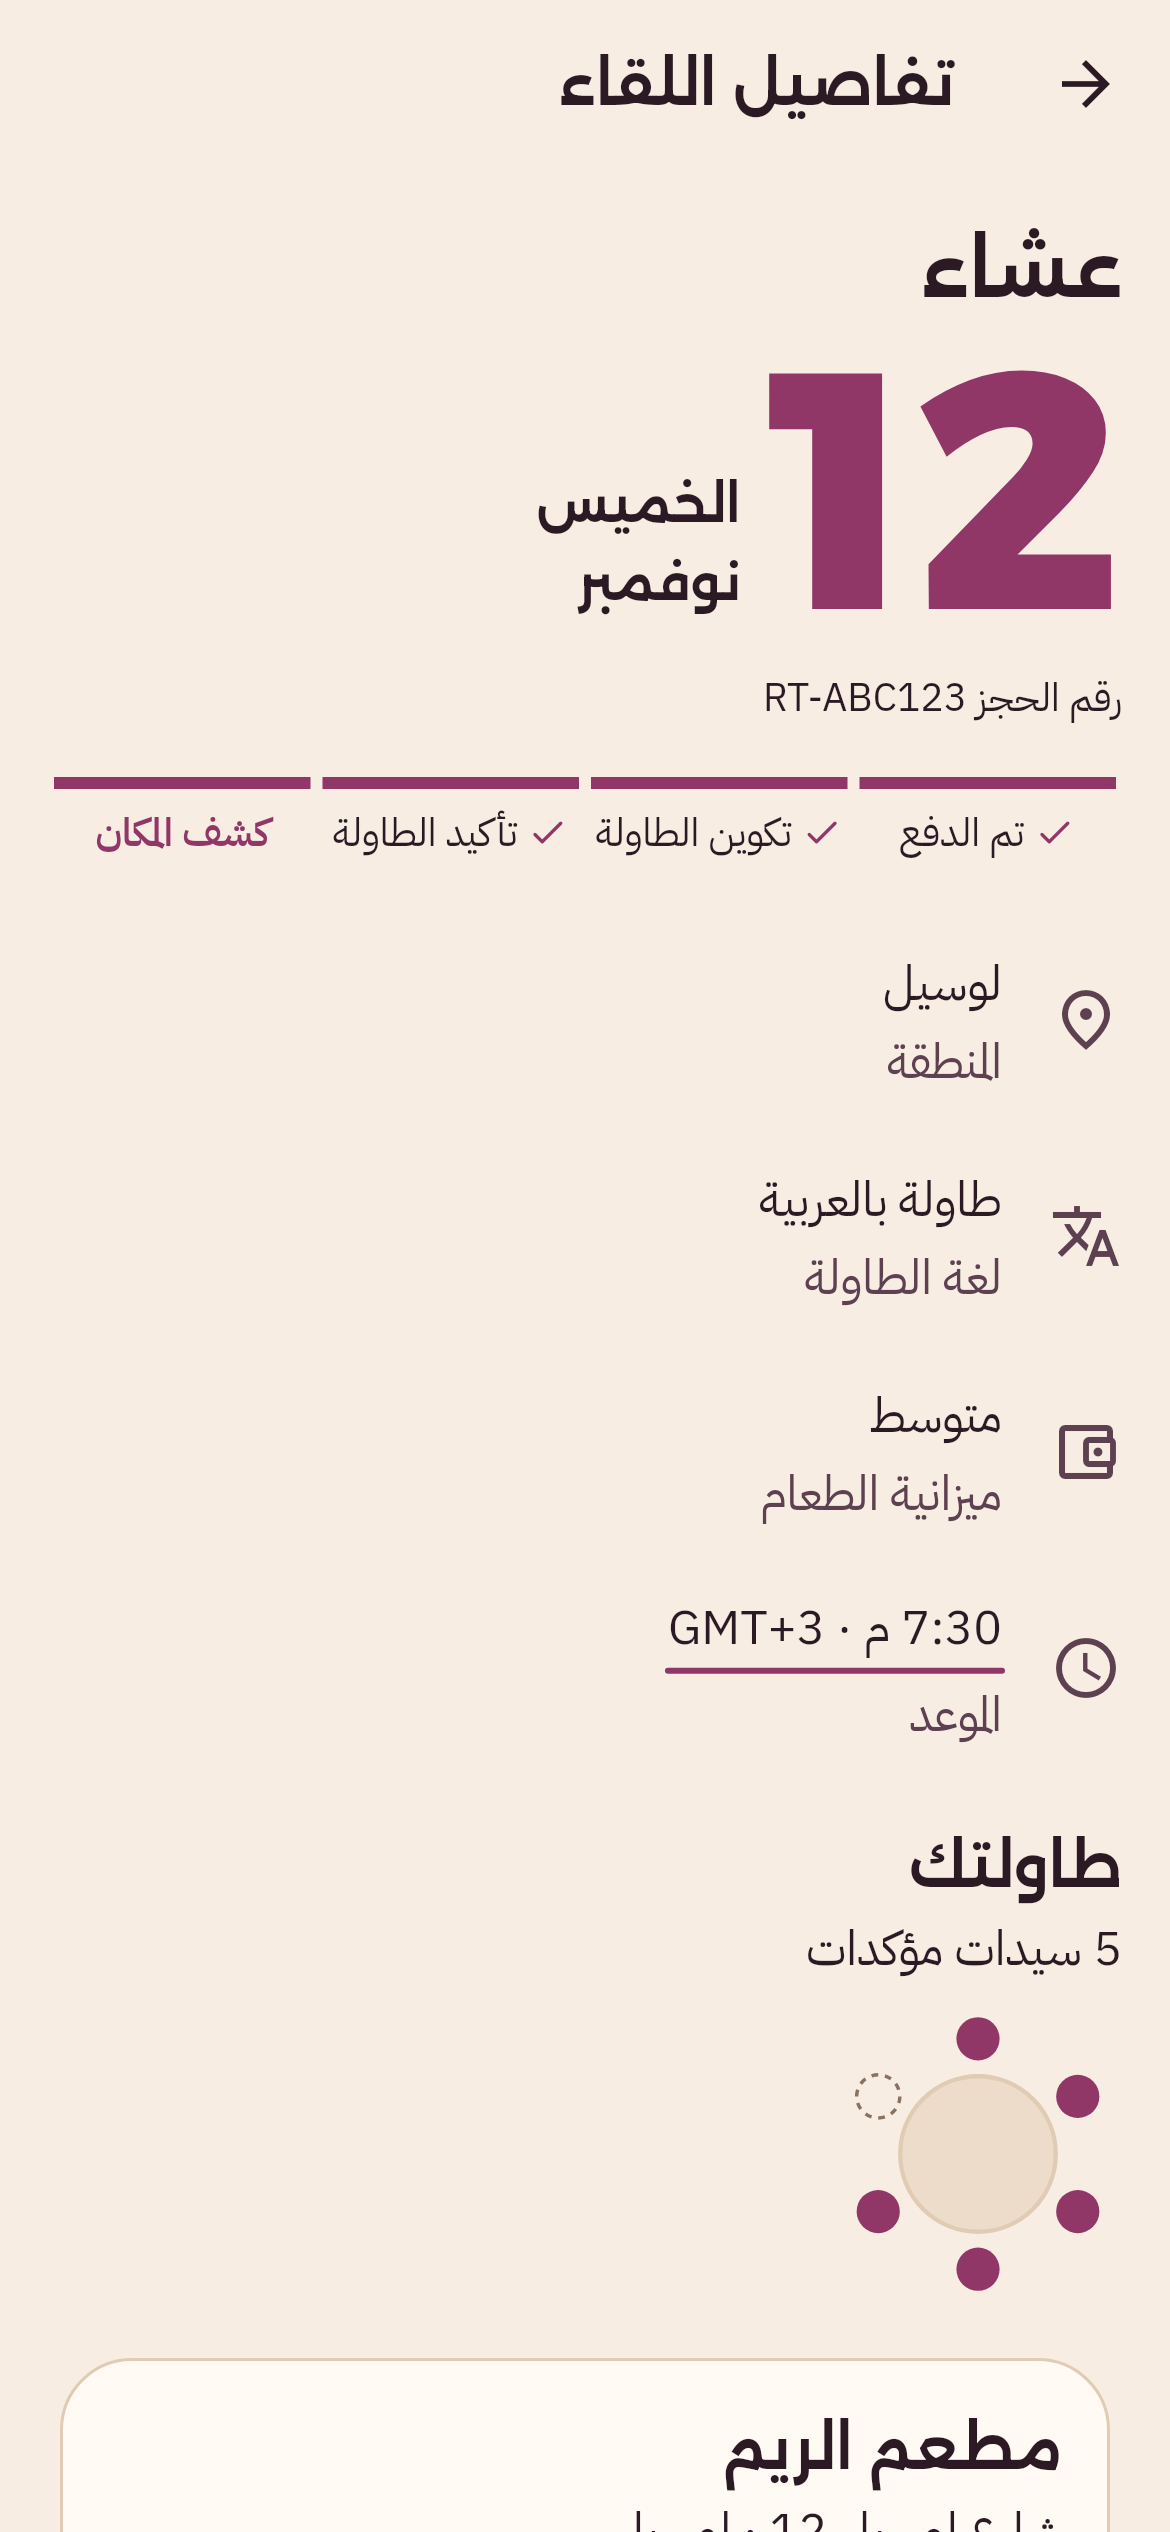 تفاصيل اللقاء
عشاء
12
الخميس
نوفمبر
رقم الحجز RT-ABC123
تم الدفع
تكوين الطاولة
تأكيد الطاولة
كشف المكان
لوسيل
المنطقة
طاولة بالعربية
لغة الطاولة
متوسط
ميزانية الطعام
7:30 م · GMT+3
الموعد
طاولتك
5 سيدات مؤكدات
مطعم الريم